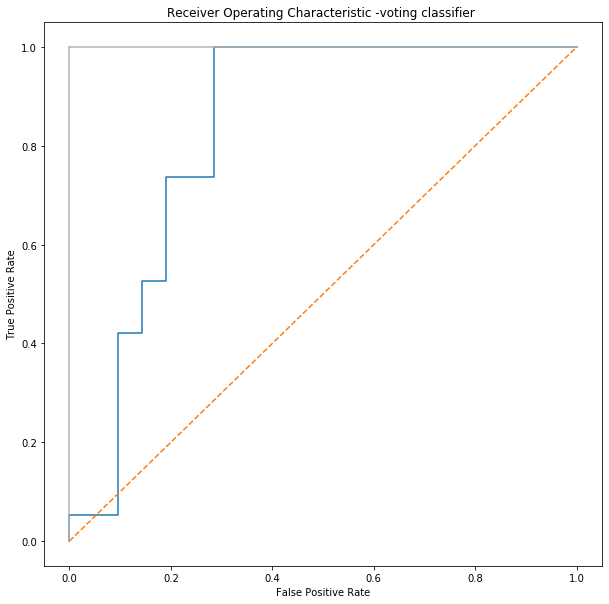 Receiver Operating Characteristic -voting classifier
1.0
0.8
0.6
0.4
0.2
0.0
True Positive Rate
0.0 0.2 0.4 0.6 0.8 1.0
False Positive Rate